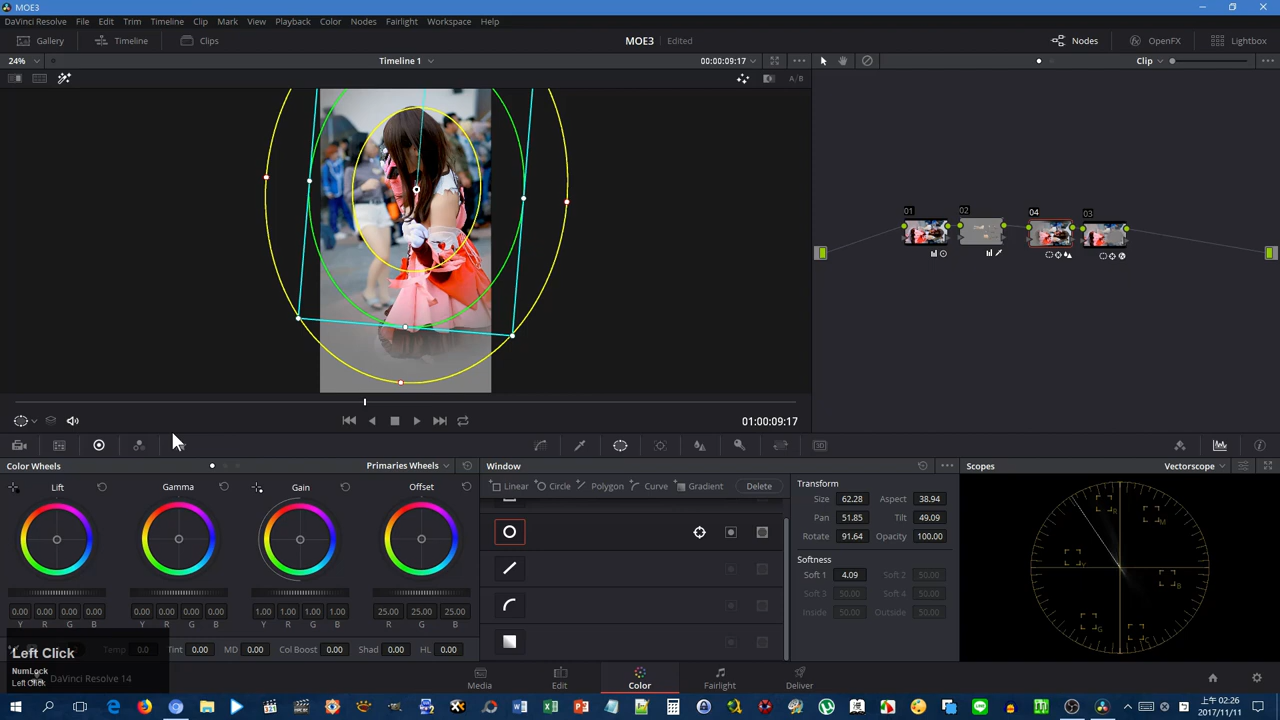 MOE3
DaVinci Resolve File Edit Trim Timeline Clip Mark View Playback Color Nodes Fairlight Workspace Help
Gallery Timeline Clips MOE3 Edited Nodes OpenFX Lightbox
24% Timeline 1 00:00:09:17 Clip
A/B
01 02 04 03
01:00:09:17
Color Wheels Primaries Wheels Window Scopes Vectorscope
Lift Gamma Gain Offset
Linear Circle Polygon Curve Gradient Delete
Transform
Size 62.28 Aspect 38.94
Pan 51.85 Tilt 49.09
Rotate 91.64 Opacity 100.00
Softness
Soft 1 4.09 Soft 2 50.00
Soft 3 50.00 Soft 4 50.00
Inside 50.00 Outside 50.00
R M Y B G
0.00 0.00 0.00 0.00 0.00 0.00 0.00 0.00 1.00 1.00 1.00 1.00 25.00 25.00 25.00
Y R G B Y R G B Y R G B R G B
Temp 0.0 Tint 0.00 MD 0.00 Col Boost 0.00 Shad 0.00 HL 0.00
Left Click
NumLock
Left Click
DaVinci Resolve 14
Media Edit Color Fairlight Deliver
上午 02:26
2017/11/11